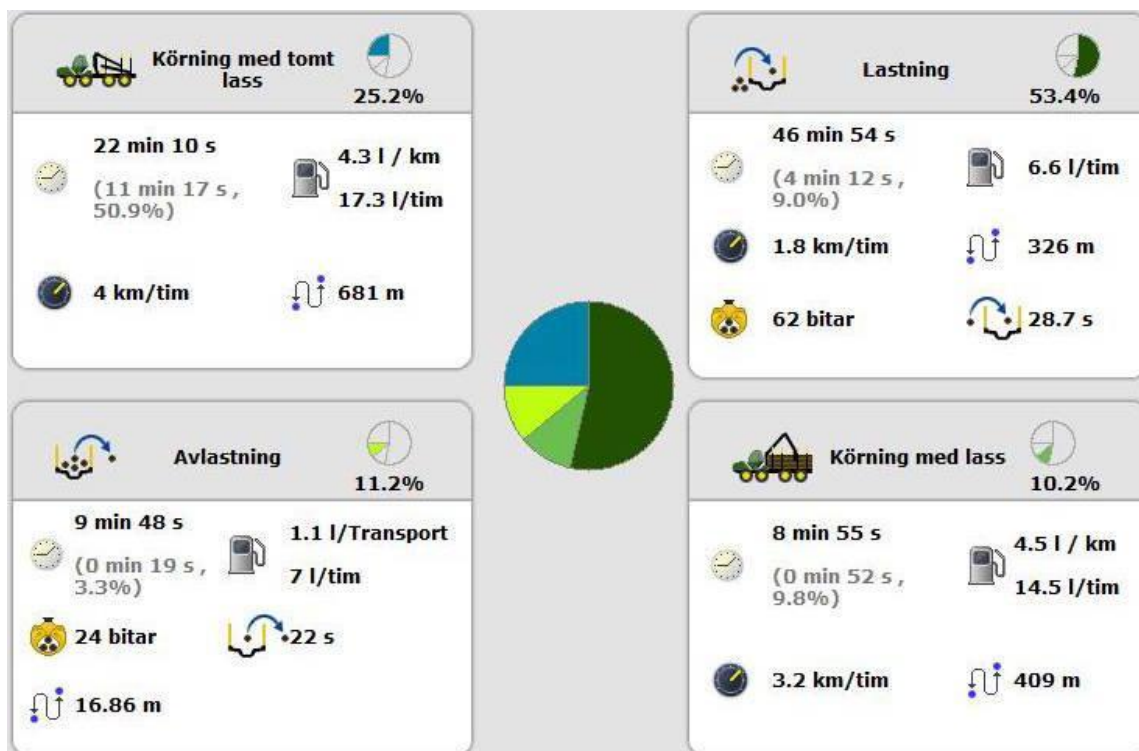 Körning med tomt
lass
25.2%
22 min 10 s
(11 min 17 s ,
50.9%)
4.3 l / km
17.3 l/tim
4 km/tim
681 m
Lastning
53.4%
46 min 54 s
(4 min 12 s ,
9.0%)
6.6 l/tim
1.8 km/tim
326 m
62 bitar
28.7 s
Avlastning
11.2%
9 min 48 s
(0 min 19 s ,
3.3%)
1.1 l/Transport
7 l/tim
24 bitar
22 s
16.86 m
Körning med lass
10.2%
8 min 55 s
(0 min 52 s ,
9.8%)
4.5 l / km
14.5 l/tim
3.2 km/tim
409 m